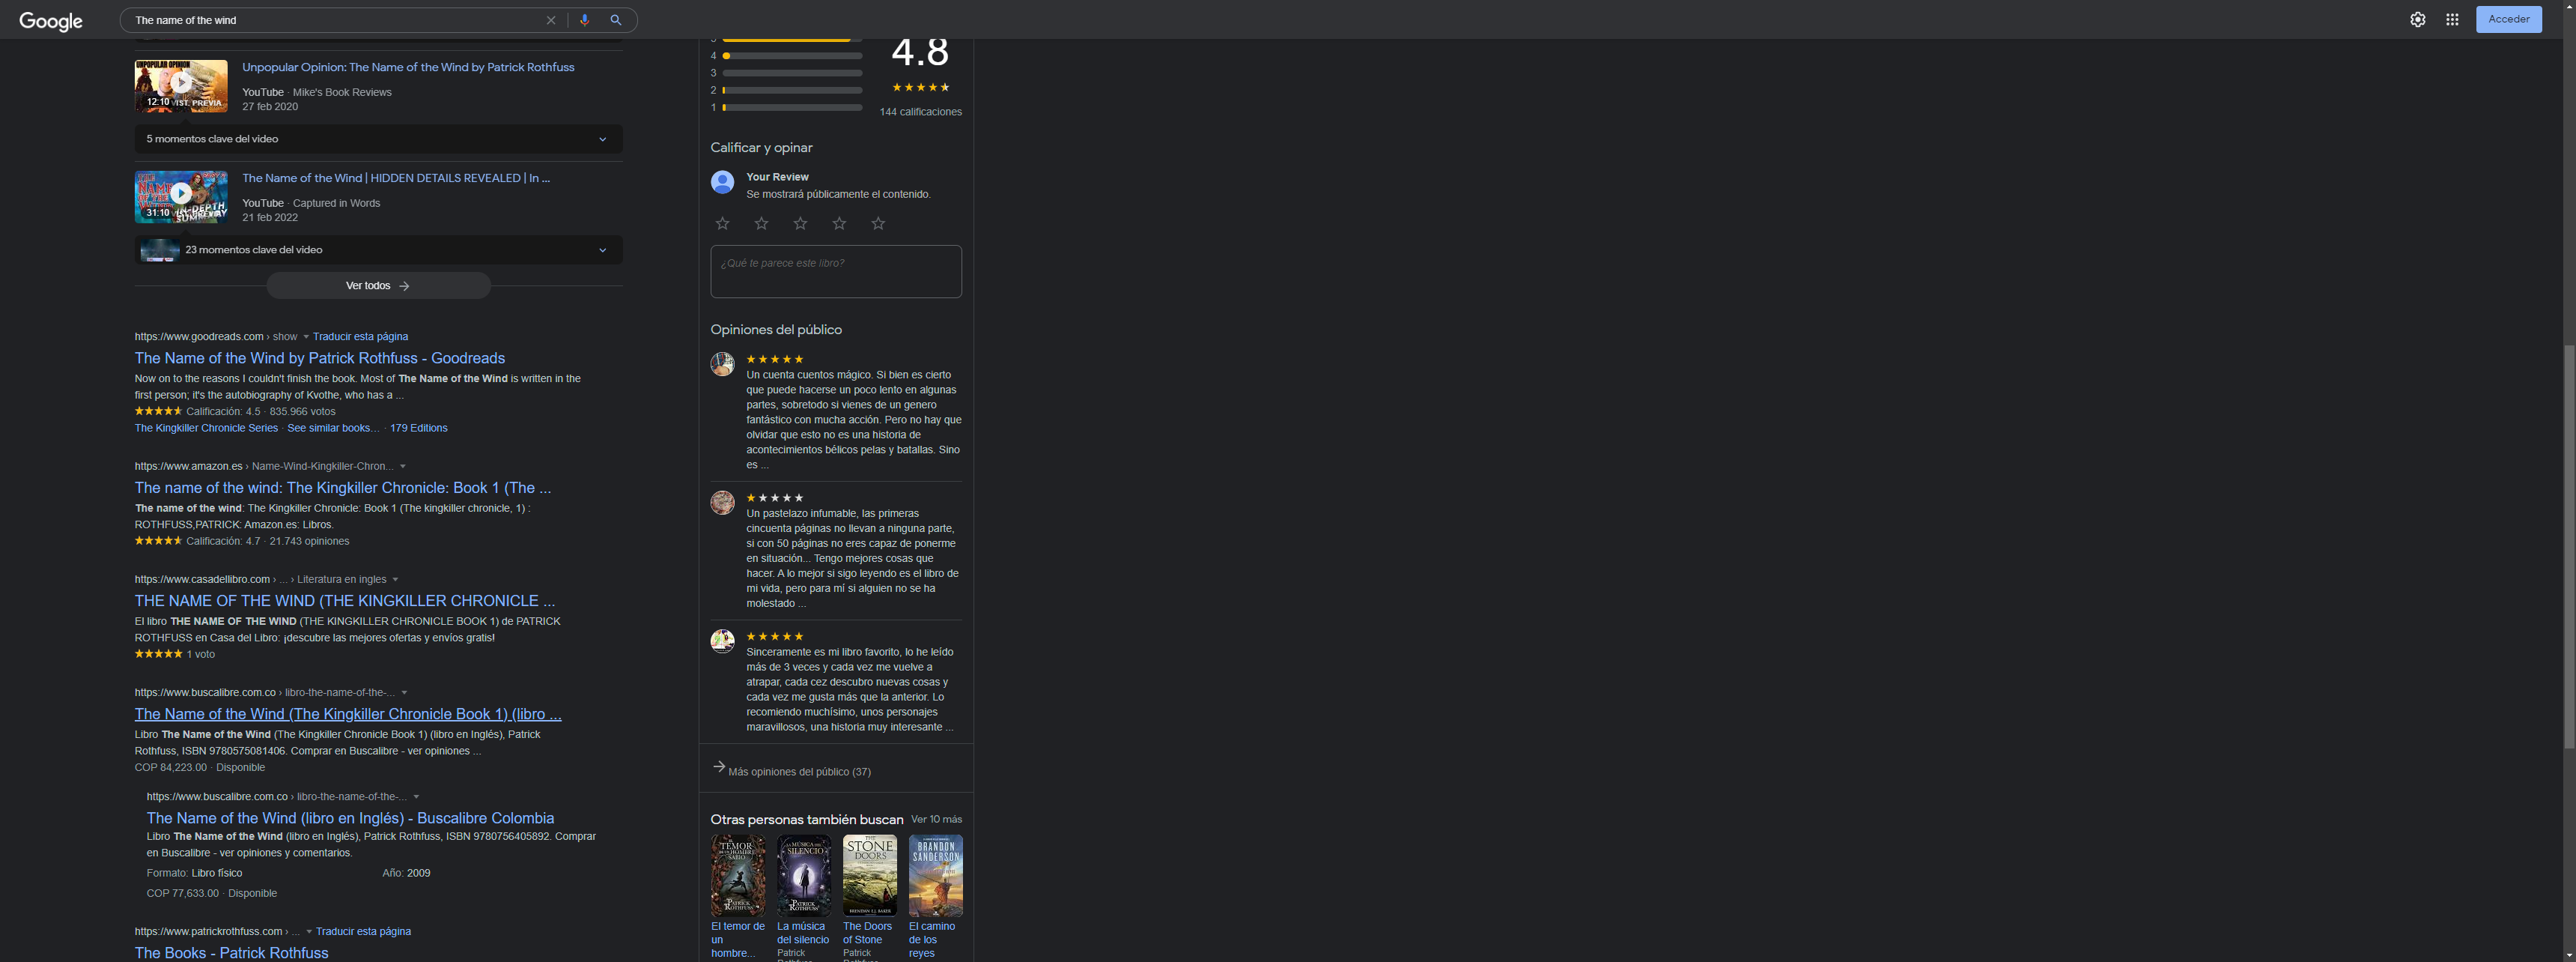 Google
The name of the wind
Acceder
Unpopular Opinion: The Name of the Wind by Patrick Rothfuss
UNPOPULAR OPINION
12:10
VIST. PREVIA
YouTube · Mike's Book Reviews
27 feb 2020
5 momentos clave del video
The Name of the Wind | HIDDEN DETAILS REVEALED | In ...
31:10
YouTube · Captured in Words
21 feb 2022
23 momentos clave del video
Ver todos
https://www.goodreads.com › show
Traducir esta página
The Name of the Wind by Patrick Rothfuss - Goodreads
Now on to the reasons I couldn't finish the book. Most of The Name of the Wind is written in the
first person; it's the autobiography of Kvothe, who has a ...
Calificación: 4.5 · 835.966 votos
The Kingkiller Chronicle Series · See similar books… · 179 Editions
https://www.amazon.es › Name-Wind-Kingkiller-Chron...
The name of the wind: The Kingkiller Chronicle: Book 1 (The ...
The name of the wind: The Kingkiller Chronicle: Book 1 (The kingkiller chronicle, 1) :
ROTHFUSS,PATRICK: Amazon.es: Libros.
Calificación: 4.7 · 21.743 opiniones
https://www.casadellibro.com › ... › Literatura en ingles
THE NAME OF THE WIND (THE KINGKILLER CHRONICLE ...
El libro THE NAME OF THE WIND (THE KINGKILLER CHRONICLE BOOK 1) de PATRICK
ROTHFUSS en Casa del Libro: ¡descubre las mejores ofertas y envíos gratis!
1 voto
https://www.buscalibre.com.co › libro-the-name-of-the-...
The Name of the Wind (The Kingkiller Chronicle Book 1) (libro ...
Libro The Name of the Wind (The Kingkiller Chronicle Book 1) (libro en Inglés), Patrick
Rothfuss, ISBN 9780575081406. Comprar en Buscalibre - ver opiniones ...
COP 84,223.00 · Disponible
https://www.buscalibre.com.co › libro-the-name-of-the-...
The Name of the Wind (libro en Inglés) - Buscalibre Colombia
Libro The Name of the Wind (libro en Inglés), Patrick Rothfuss, ISBN 9780756405892. Comprar
en Buscalibre - ver opiniones y comentarios.
Formato: Libro físico
Año: 2009
COP 77,633.00 · Disponible
https://www.patrickrothfuss.com › ...
Traducir esta página
The Books - Patrick Rothfuss
4
3
2
1
4.8
144 calificaciones
Calificar y opinar
Your Review
Se mostrará públicamente el contenido.
¿Qué te parece este libro?
Opiniones del público
Un cuenta cuentos mágico. Si bien es cierto
que puede hacerse un poco lento en algunas
partes, sobretodo si vienes de un genero
fantástico con mucha acción. Pero no hay que
olvidar que esto no es una historia de
acontecimientos bélicos pelas y batallas. Sino
es ...
Un pastelazo infumable, las primeras
cincuenta páginas no llevan a ninguna parte,
si con 50 páginas no eres capaz de ponerme
en situación... Tengo mejores cosas que
hacer. A lo mejor si sigo leyendo es el libro de
mi vida, pero para mí si alguien no se ha
molestado ...
Sinceramente es mi libro favorito, lo he leído
más de 3 veces y cada vez me vuelve a
atrapar, cada cez descubro nuevas cosas y
cada vez me gusta más que la anterior. Lo
recomiendo muchísimo, unos personajes
maravillosos, una historia muy interesante ...
Más opiniones del público (37)
Otras personas también buscan
Ver 10 más
EL TEMOR DE UN HOMBRE SABIO
PATRICK ROTHFUSS
LA MÚSICA DEL SILENCIO
PATRICK ROTHFUSS
THE STONE DOORS
BRANDON SANDERSON
El temor de
un
hombre...
La música
del silencio
Patrick
The Doors
of Stone
Patrick
El camino
de los
reyes